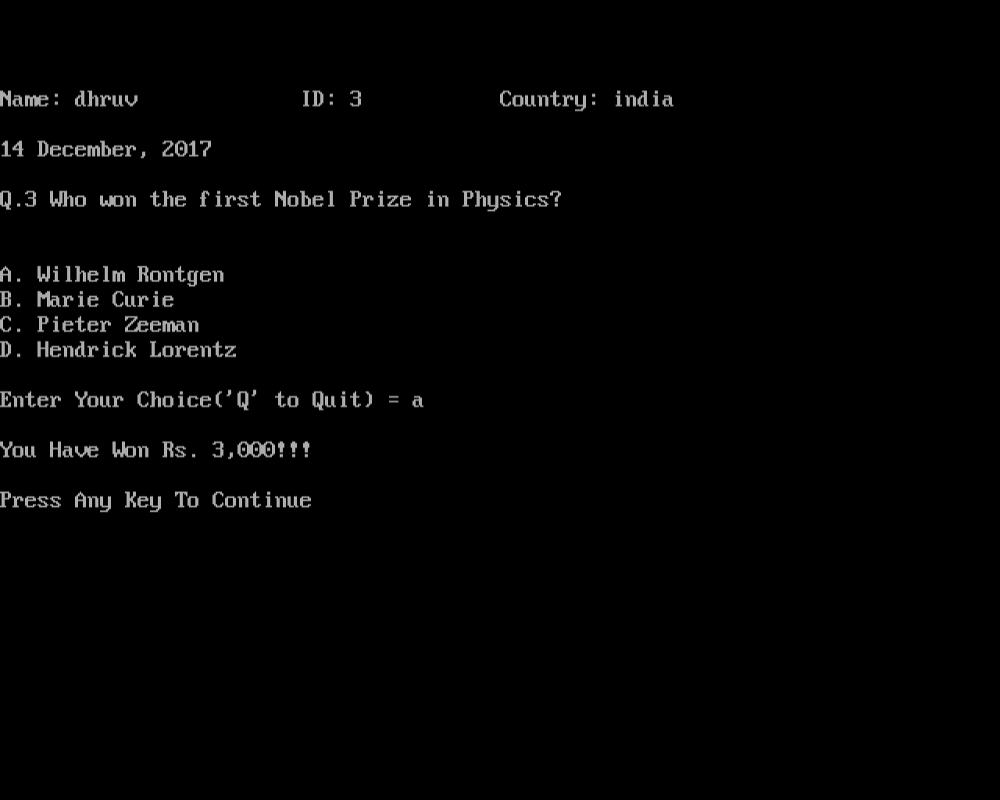 Name: dhruv ID: 3 Country: india
14 December, 2017
Q.3 Who won the first Nobel Prize in Physics?
A. Wilhelm Rontgen
B. Marie Curie
C. Pieter Zeeman
D. Hendrick Lorentz
Enter Your Choice('Q' to Quit) = a
You Have Won Rs. 3,000!!!
Press Any Key To Continue